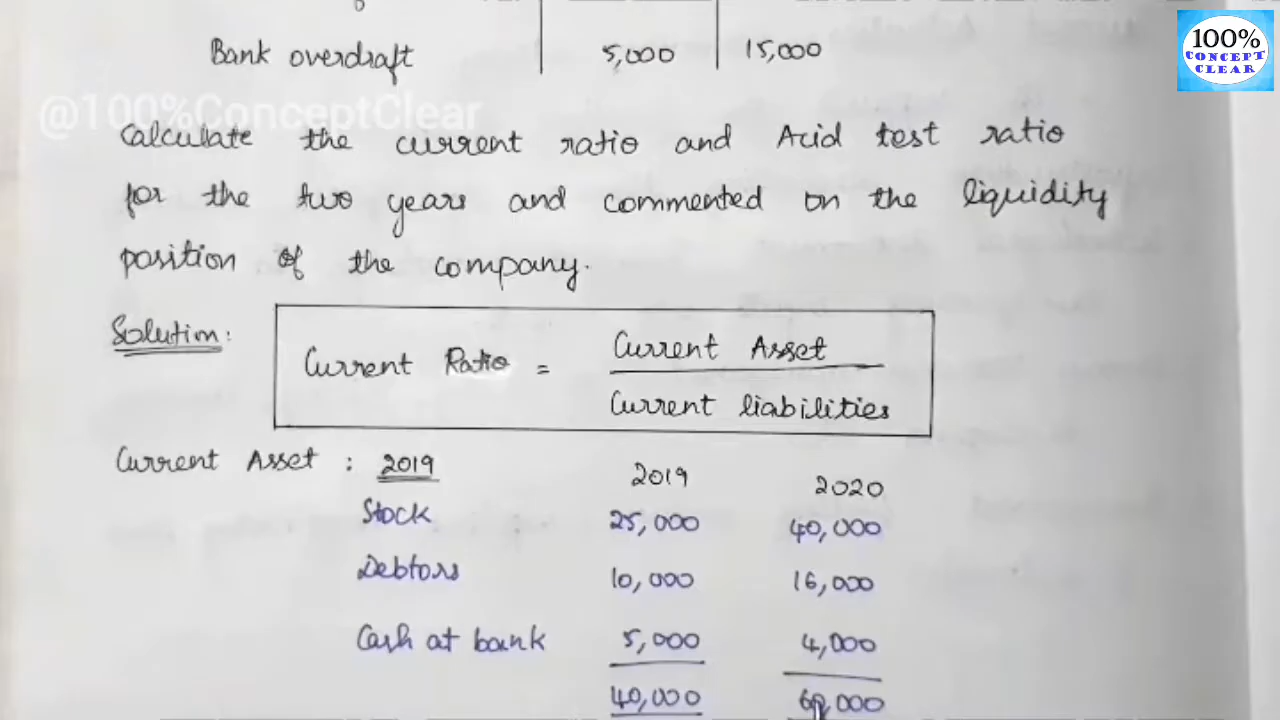 Bank overdraft 5,000 15,000
100%
CONCEPT
CLEAR
@100%ConceptClear
Calculate the current ratio and Acid test ratio
for the two years and commented on the liquidity
position of the company.
Solution:
Current Ratio = Current Asset
Current liabilities
Current Asset : 2019 2019 2020
Stock 25,000 40,000
Debtors 10,000 16,000
Cash at bank 5,000 4,000
40,000 60,000